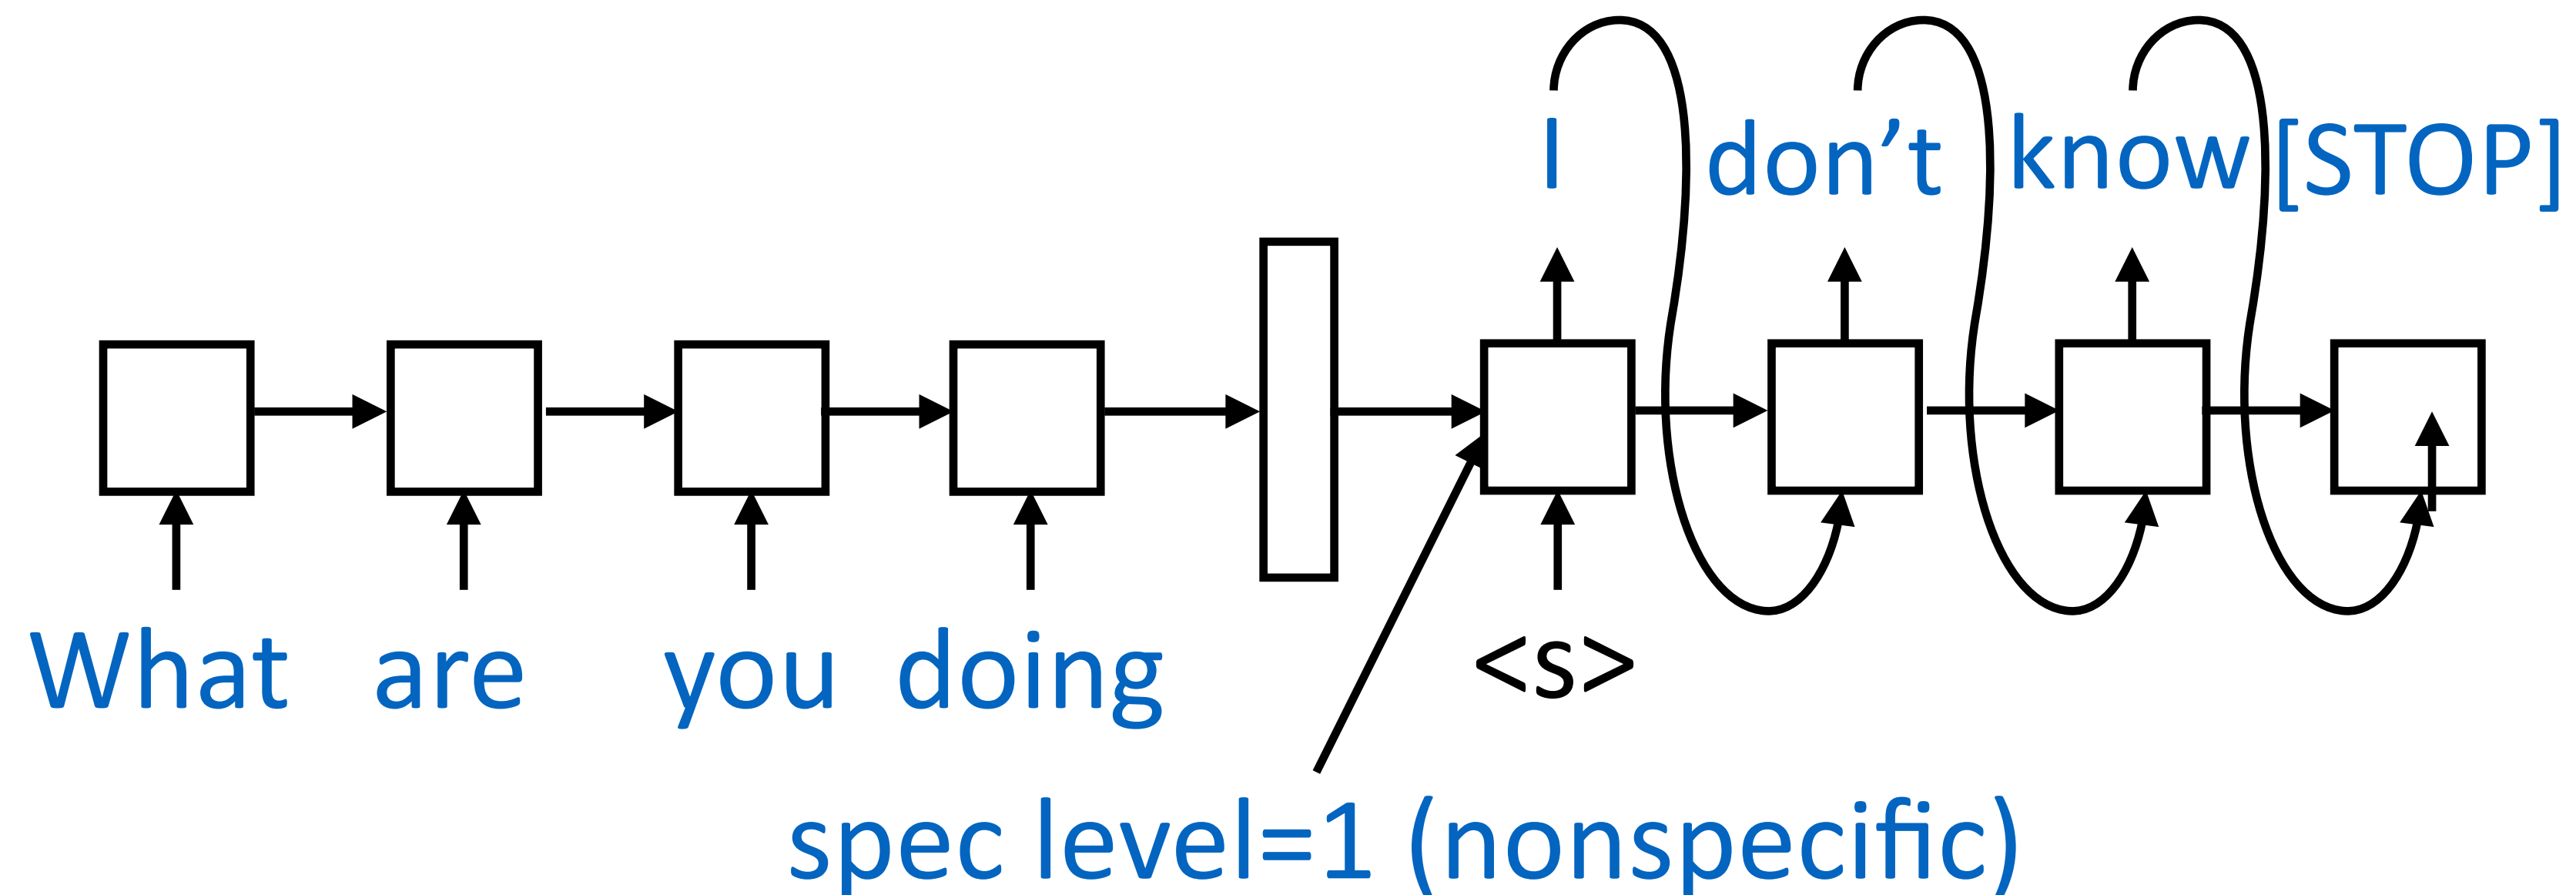 I don’t know [STOP]
What are you doing <s>
spec level=1 (nonspecific)